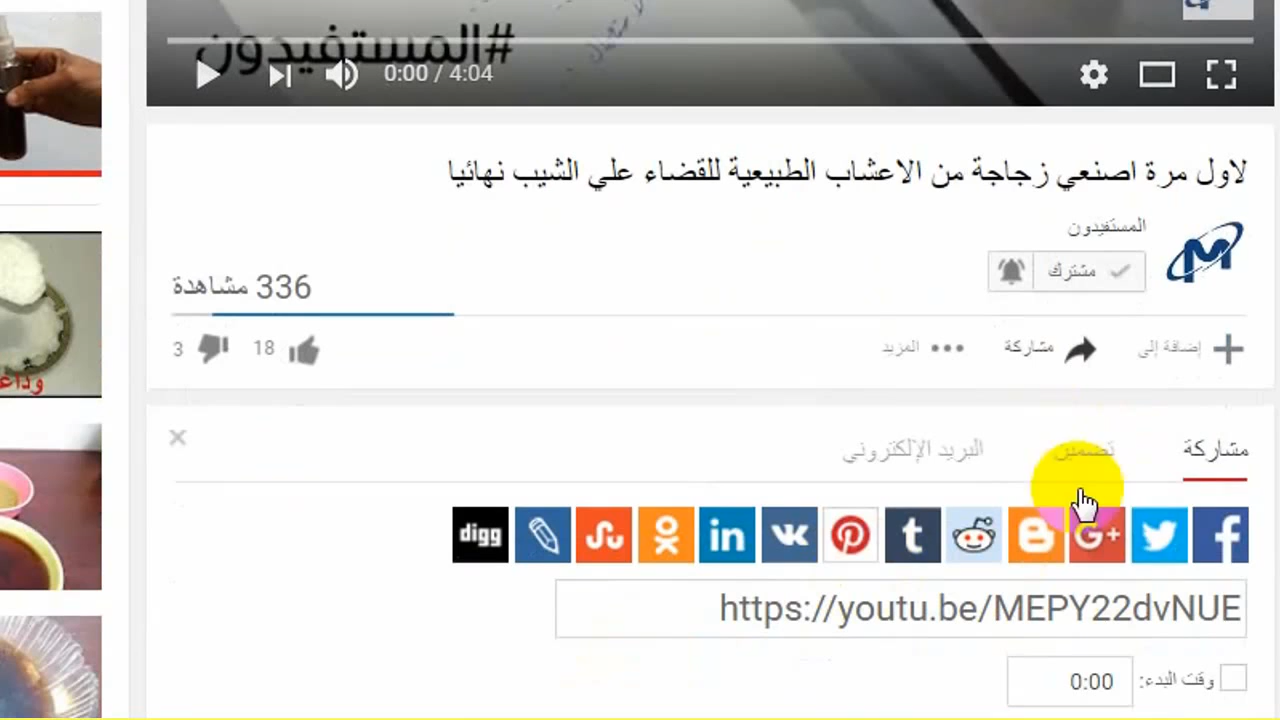 #المستفيدون
0:00 / 4:04
لاول مرة اصنعي زجاجة من الاعشاب الطبيعية للقضاء علي الشيب نهائيا
المستفيدون
مشترك
336 مشاهدة
إضافة إلى
مشاركة
المزيد
18
3
مشاركة
تضمين
البريد الإلكتروني
digg
G+
https://youtu.be/MEPY22dvNUE
وقت البدء:
0:00